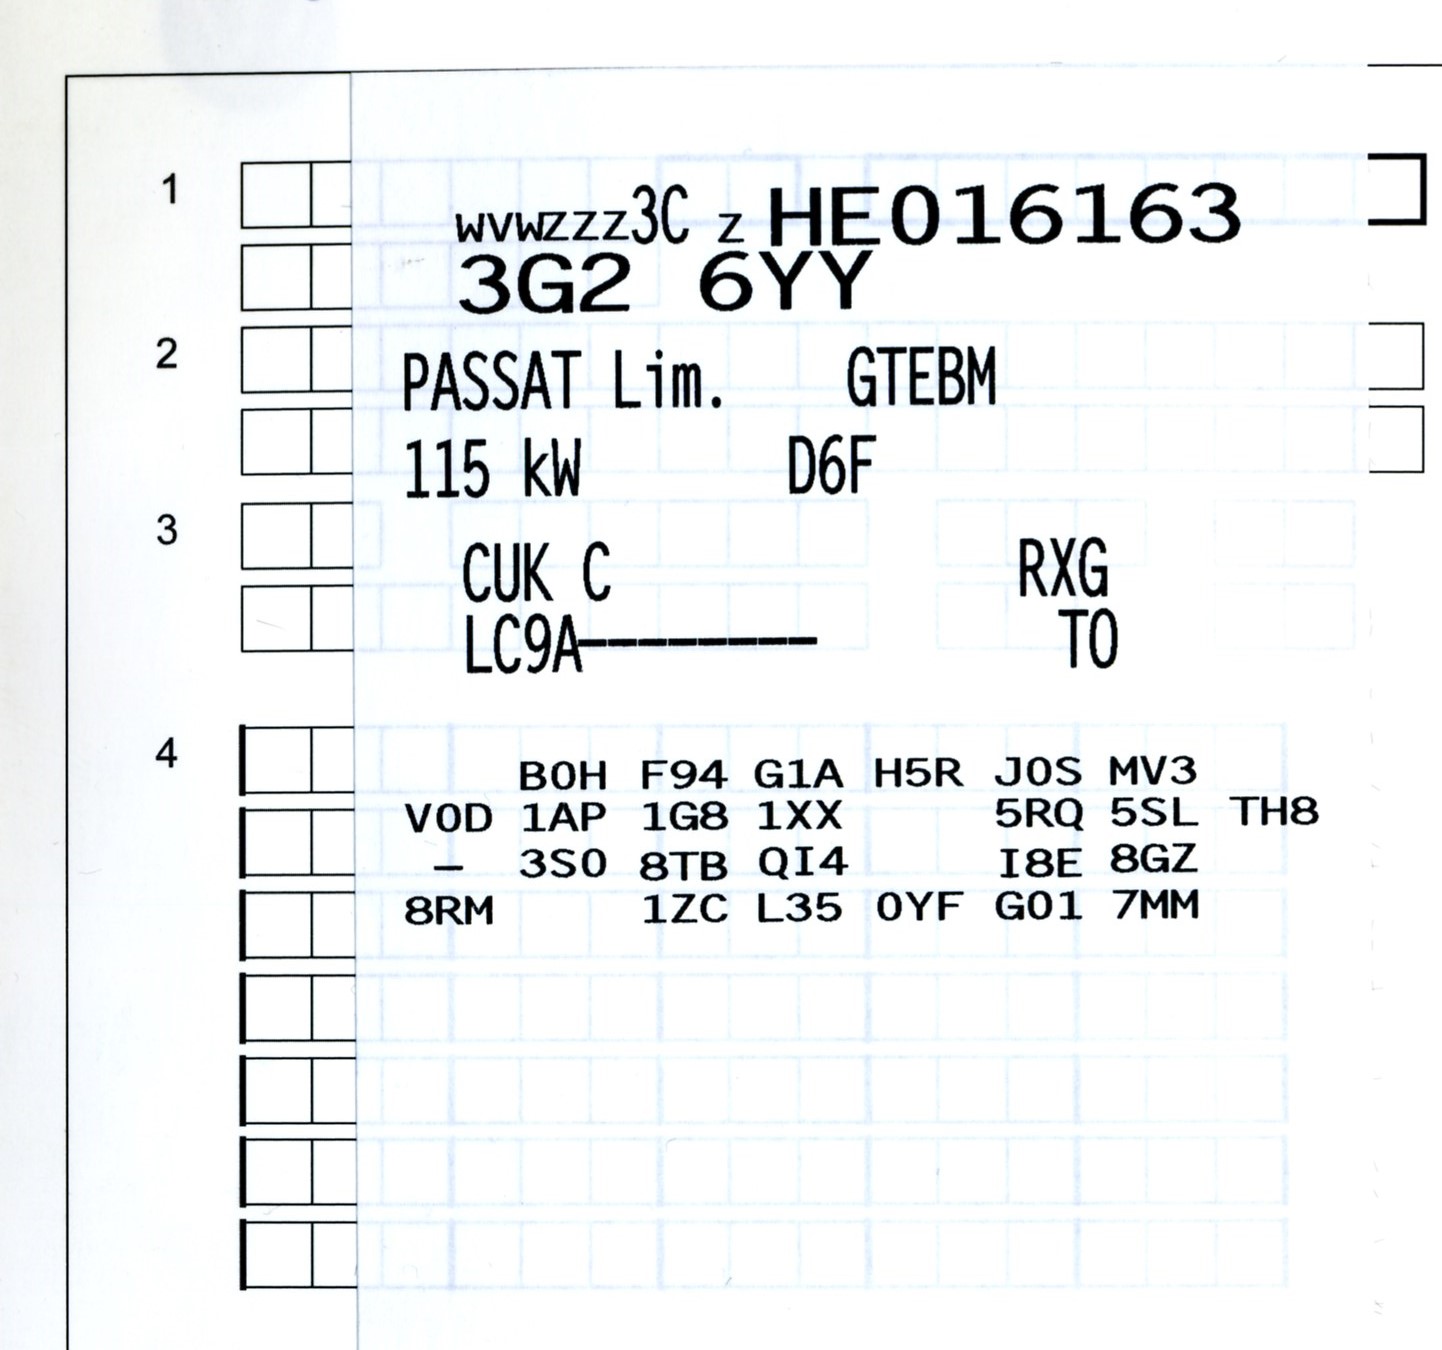 1
WVWZZZ3C Z HE016163
3G2 6YY
2
PASSAT Lim. GTEBM
115 kW D6F
3
CUK C RXG
LC9A-------- T0
4
B0H F94 G1A H5R J0S MV3
V0D 1AP 1G8 1XX 5RQ 5SL TH8
– 3S0 8TB QI4 I8E 8GZ
8RM 1ZC L35 0YF G01 7MM